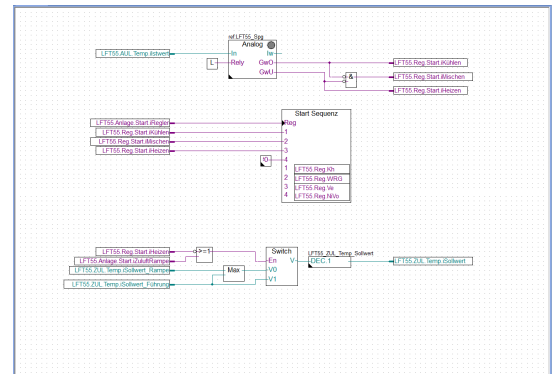 ref.LFT55_Spg
Analog
LFT55.AUL.Temp.iIstwert
In
Iw
L
Rely
GwO
LFT55.Reg.Start.iKühlen
GwU
&
LFT55.Reg.Start.iMischen
LFT55.Reg.Start.iHeizen
Start Sequenz
LFT55.Anlage.Start.iRegler
Reg
LFT55.Reg.Start.iKühlen
1
LFT55.Reg.Start.iMischen
2
LFT55.Reg.Start.iHeizen
3
!0
4
1 LFT55.Reg.Kh
2 LFT55.Reg.WRG
3 LFT55.Reg.Ve
4 LFT55.Reg.NiVo
LFT55.Reg.Start.iHeizen
>=1
Switch
LFT55_ZUL_Temp_Sollwert
LFT55.Anlage.Start.iZuluftRampe
En
V
DEC.1
LFT55.ZUL.Temp.iSollwert
LFT55.ZUL.Temp.iSollwert_Rampe
Max
V0
LFT55.ZUL.Temp.iSollwert_Führung
V1